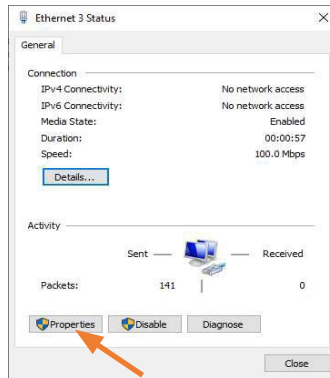 Ethernet 3 Status
General
Connection
IPv4 Connectivity: No network access
IPv6 Connectivity: No network access
Media State: Enabled
Duration: 00:00:57
Speed: 100.0 Mbps
Details...
Activity
Sent Received
Packets: 141 0
Properties Disable Diagnose
Close